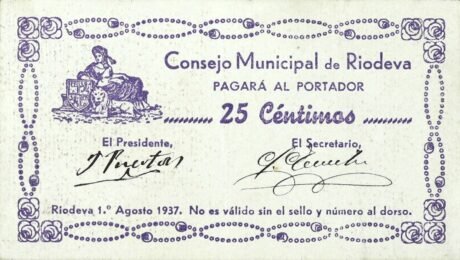 Consejo Municipal de Riodeva
PAGARÁ AL PORTADOR
25 Céntimos
El Presidente,
El Secretario,
Riodeva 1.º Agosto 1937. No es válido sin el sello y número al dorso.